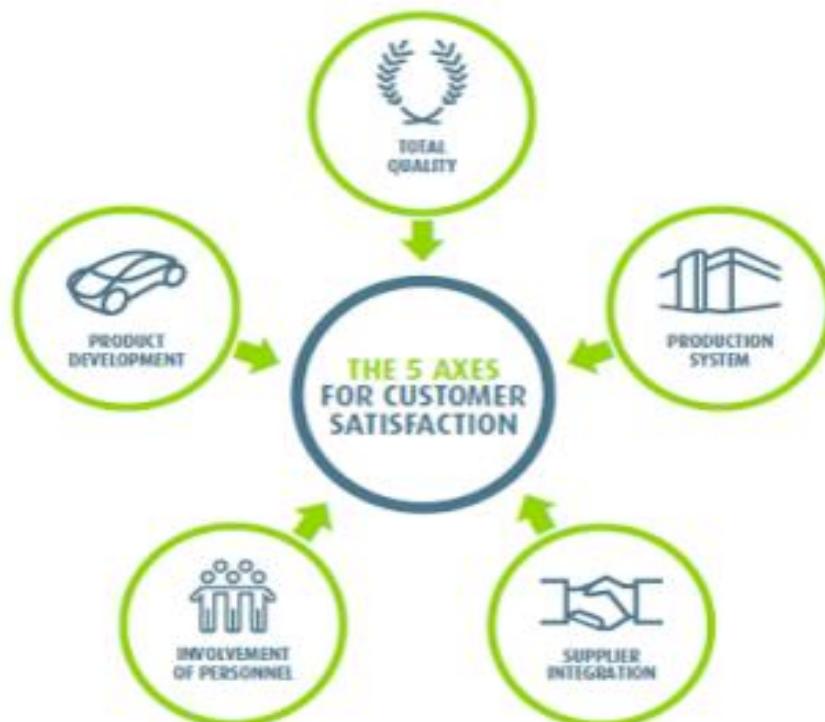 TOTAL
QUALITY
PRODUCT
DEVELOPMENT
PRODUCTION
SYSTEM
THE 5 AXES
FOR CUSTOMER
SATISFACTION
INVOLVEMENT
OF PERSONNEL
SUPPLIER
INTEGRATION